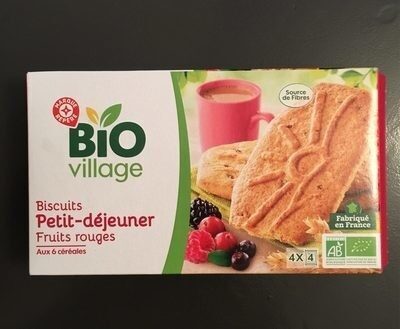 MARQUE
REPÈRE
BiO
village
Source
de Fibres
Biscuits
Petit-déjeuner
Fruits rouges
Aux 6 céréales
Fabriqué
en France
4X 4
AB